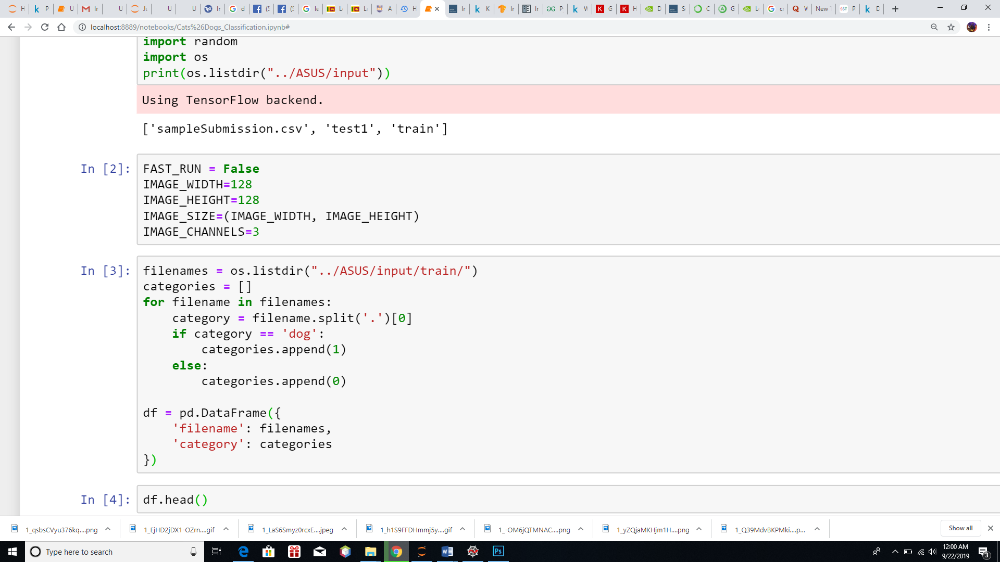 localhost:8889/notebooks/Cats%26Dogs_Classification.ipynb#
import random
import os
print(os.listdir("../ASUS/input"))
Using TensorFlow backend.
['sampleSubmission.csv', 'test1', 'train']
In [2]:
FAST_RUN = False
IMAGE_WIDTH=128
IMAGE_HEIGHT=128
IMAGE_SIZE=(IMAGE_WIDTH, IMAGE_HEIGHT)
IMAGE_CHANNELS=3
In [3]:
filenames = os.listdir("../ASUS/input/train/")
categories = []
for filename in filenames:
    category = filename.split('.')[0]
    if category == 'dog':
        categories.append(1)
    else:
        categories.append(0)
df = pd.DataFrame({
    'filename': filenames,
    'category': categories
})
In [4]:
df.head()
1_qsbsCVyu376kq....png
1_EjHD2jDX1-OZrn....gif
1_LaS6Smyz0rcxE....jpeg
1_h1S9FFDHmmj5y....gif
1_-OM6jQTMNAC....png
1_yZQjaMKHjm1H....png
1_Q39MdvBKPMki....p...
Show all
Type here to search
12:00 AM
9/22/2019
3